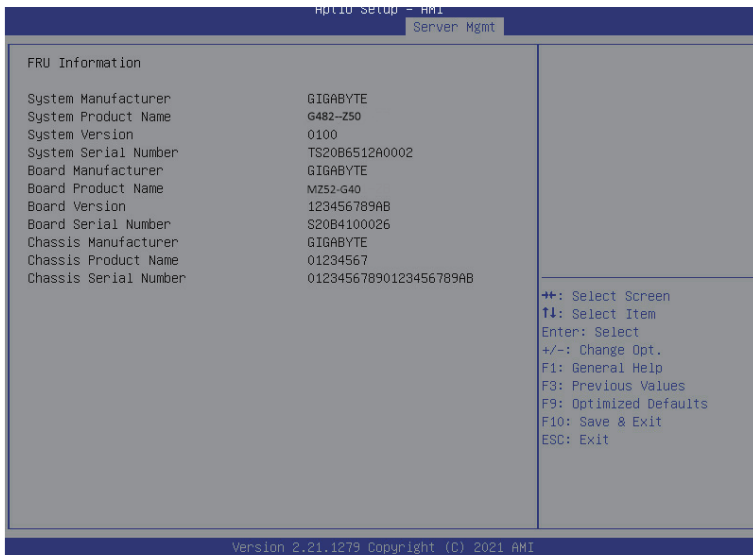 Aptio Setup – AMI
Server Mgmt
FRU Information
System Manufacturer GIGABYTE
System Product Name G482--Z50
System Version 0100
System Serial Number TS20B6512A0002
Board Manufacturer GIGABYTE
Board Product Name MZ52-G40
Board Version 123456789AB
Board Serial Number S20B4100026
Chassis Manufacturer GIGABYTE
Chassis Product Name 01234567
Chassis Serial Number 01234567890123456789AB
→←: Select Screen
↑↓: Select Item
Enter: Select
+/-: Change Opt.
F1: General Help
F3: Previous Values
F9: Optimized Defaults
F10: Save & Exit
ESC: Exit
Version 2.21.1279 Copyright (C) 2021 AMI